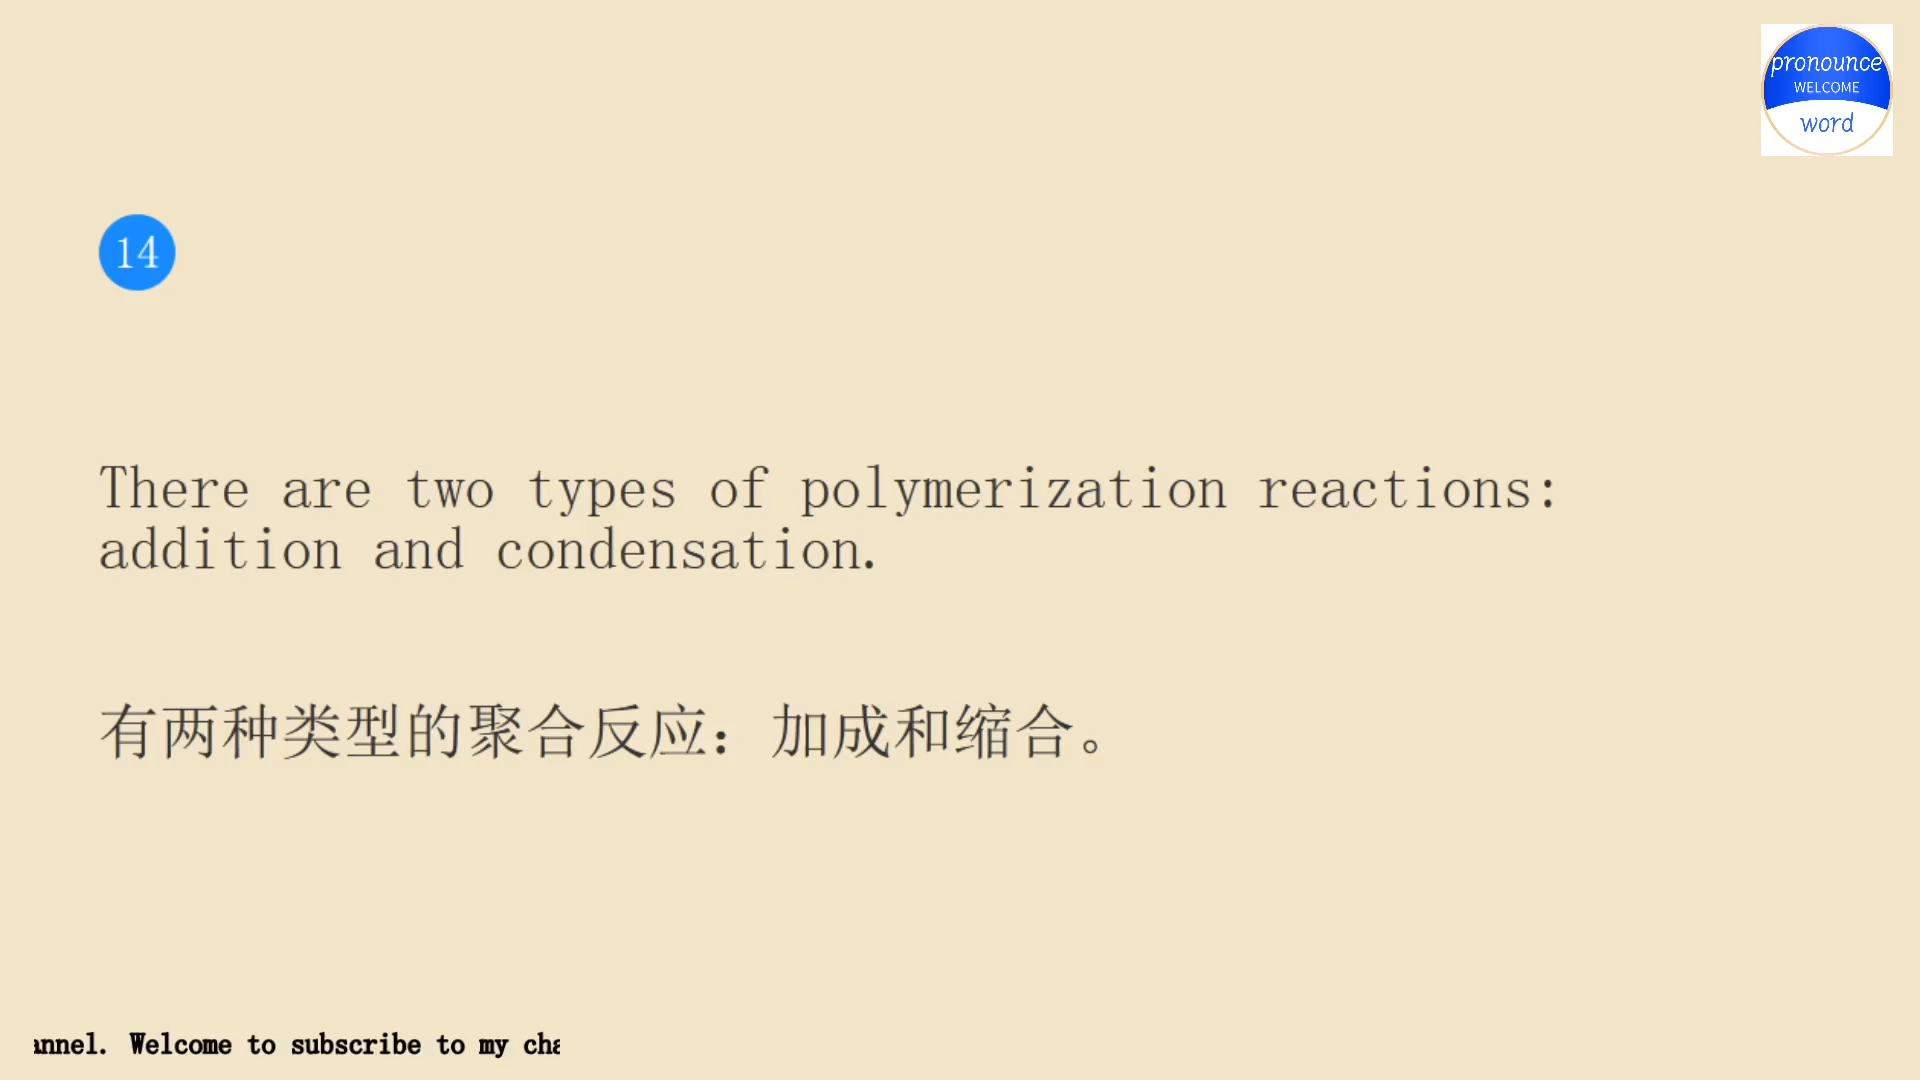 pronounce
WELCOME
word
14
There are two types of polymerization reactions:
addition and condensation.
有两种类型的聚合反应：加成和缩合。
annel. Welcome to subscribe to my cha